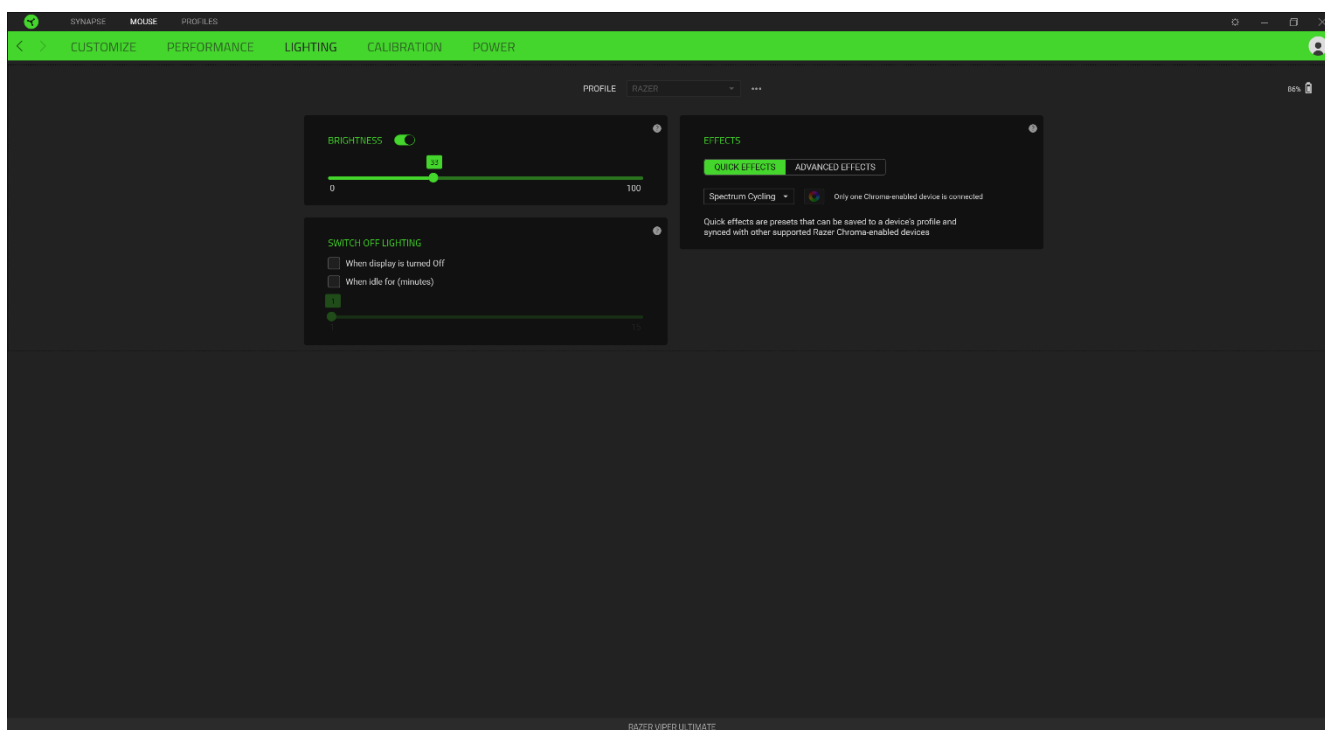 SYNAPSE MOUSE PROFILES
CUSTOMIZE PERFORMANCE LIGHTING CALIBRATION POWER
PROFILE RAZER
86%
BRIGHTNESS
33
0 100
SWITCH OFF LIGHTING
When display is turned Off
When idle for (minutes)
1
1 15
EFFECTS
QUICK EFFECTS ADVANCED EFFECTS
Spectrum Cycling Only one Chroma-enabled device is connected
Quick effects are presets that can be saved to a device's profile and
synced with other supported Razer Chroma-enabled devices
RAZER VIPER ULTIMATE